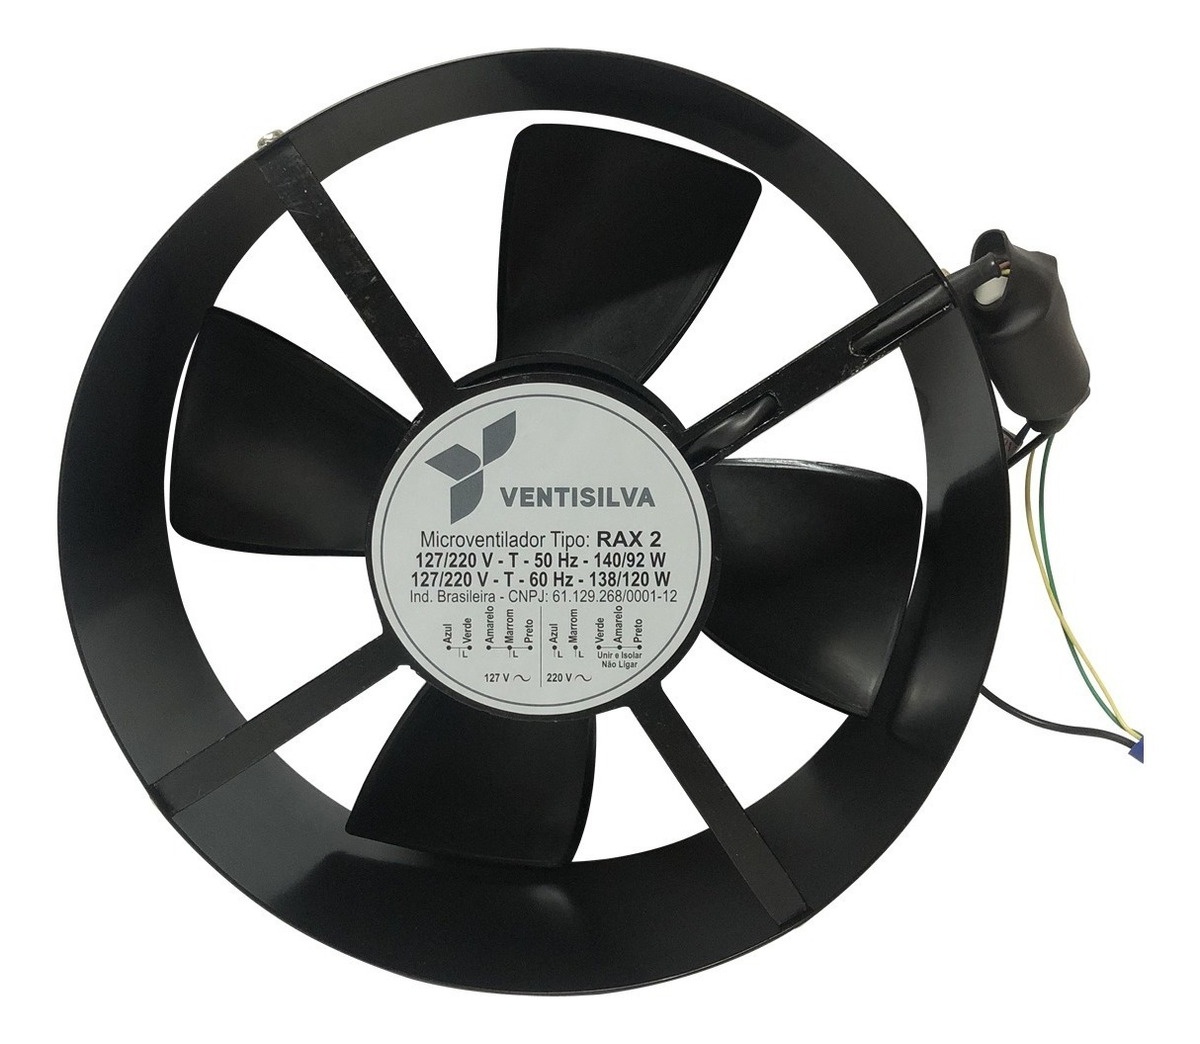 VENTISILVA
Microventilador Tipo: RAX 2
127/220 V - T - 50 Hz - 140/92 W
127/220 V - T - 60 Hz - 138/120 W
Ind. Brasileira - CNPJ: 61.129.268/0001-12
Azul Verde Amarelo Marrom Preto Azul Marrom Verde Amarelo Preto
L L L L
Unir e Isolar
Não Ligar
127 V 220 V